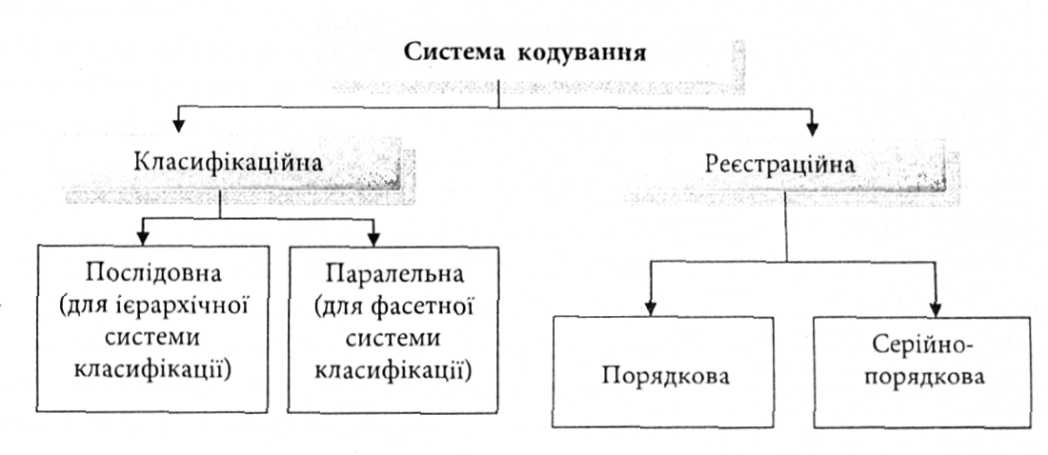 Система кодування
Класифікаційна
Реєстраційна
Послідовна
(для ієрархічної
системи
класифікації)
Паралельна
(для фасетної
системи
класифікації)
Порядкова
Серійно-
порядкова